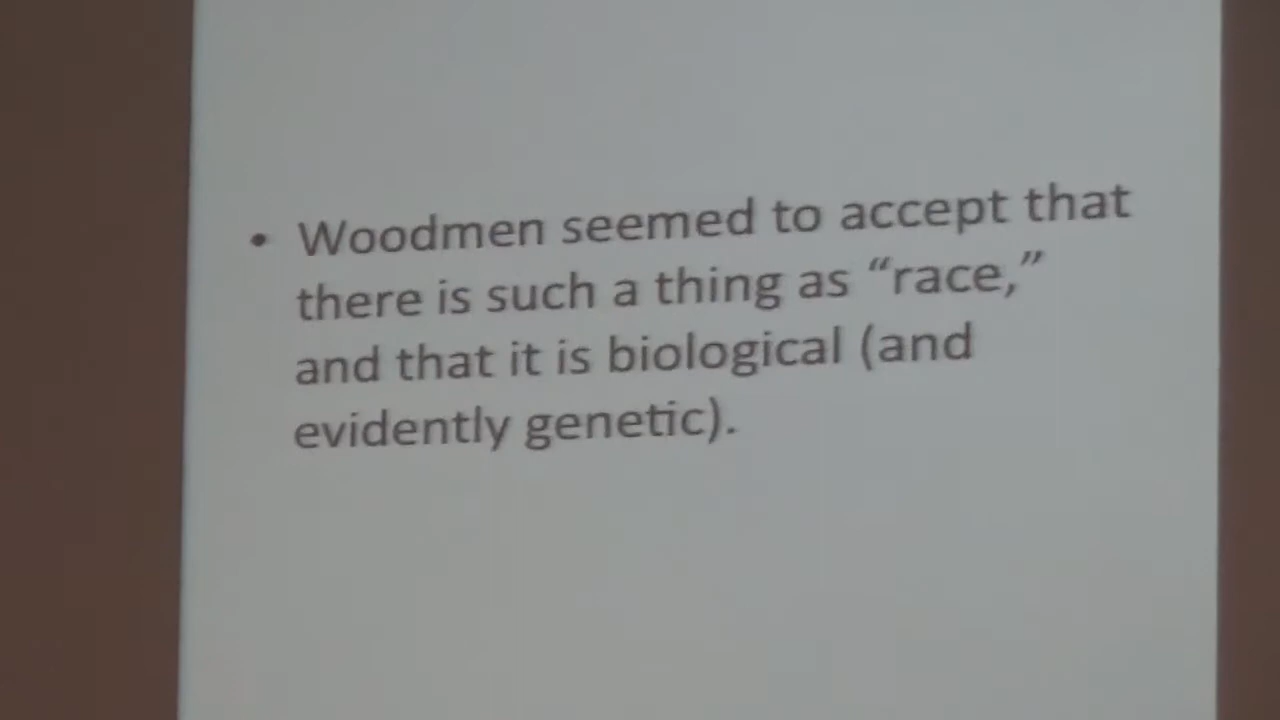 • Woodmen seemed to accept that
there is such a thing as “race,”
and that it is biological (and
evidently genetic).